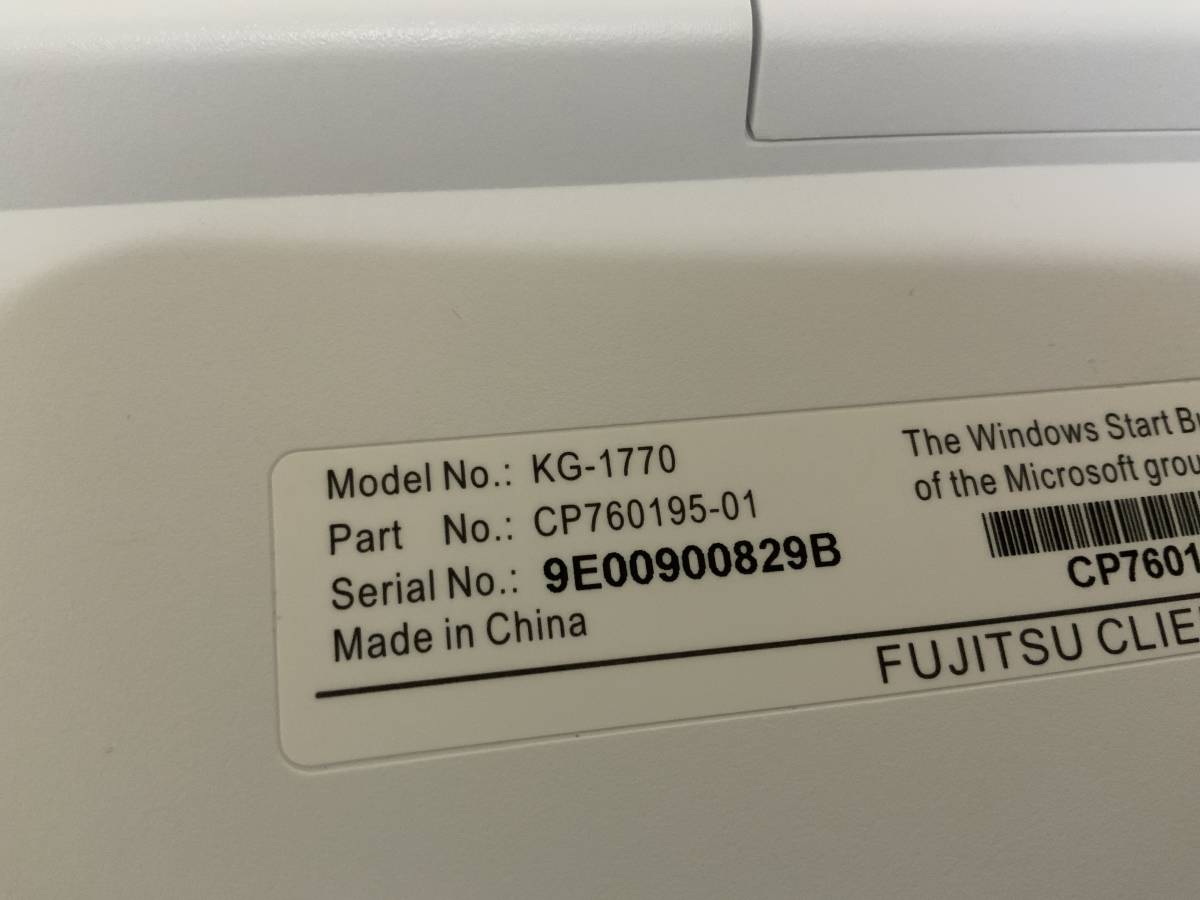 Model No.: KG-1770
Part No.: CP760195-01
Serial No.: 9E00900829B
Made in China
The Windows Start
of the Microsoft
CP7601
FUJITSU